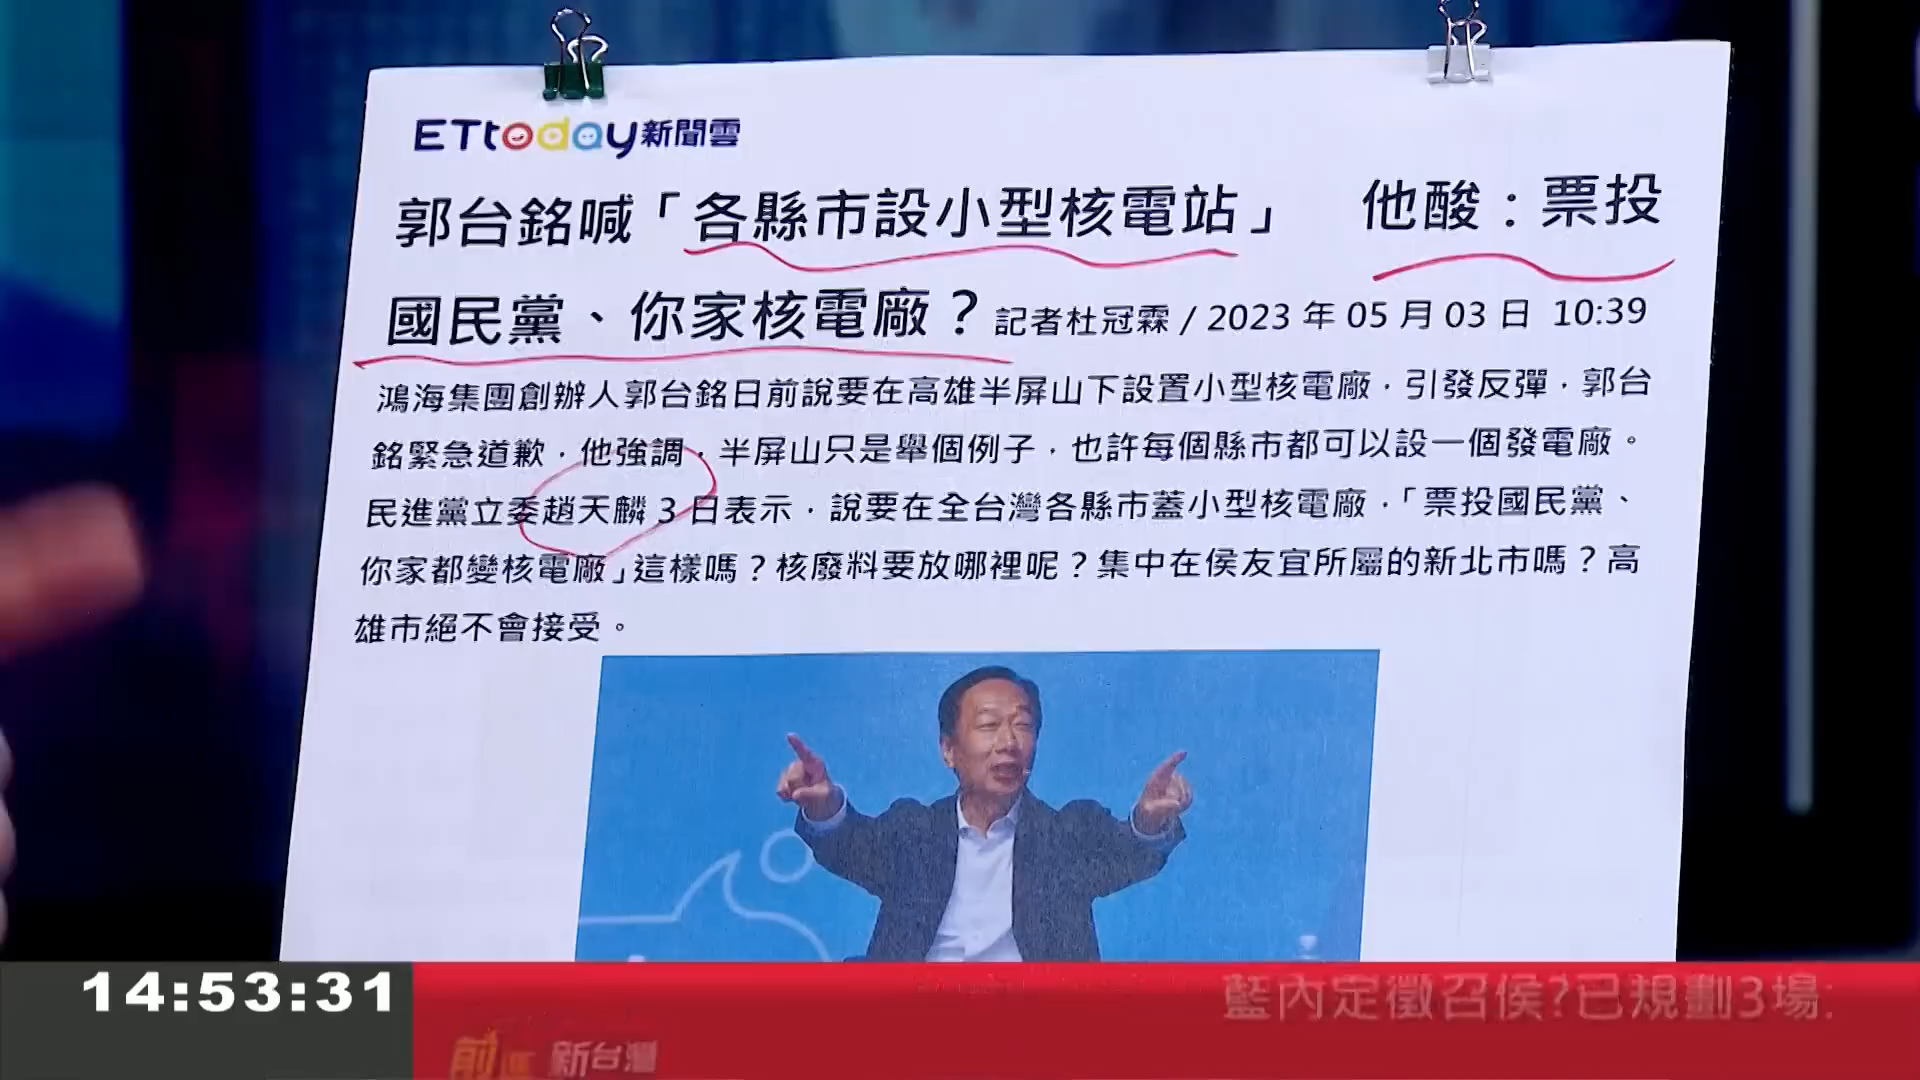 ETtoday新聞雲
郭台銘喊「各縣市設小型核電站」 他酸：票投
國民黨、你家核電廠？記者杜冠霖 / 2023 年 05 月 03 日 10:39
鴻海集團創辦人郭台銘日前說要在高雄半屏山下設置小型核電廠，引發反彈，郭台
銘緊急道歉，他強調，半屏山只是舉個例子，也許每個縣市都可以設一個發電廠。
民進黨立委趙天麟 3 日表示，說要在全台灣各縣市蓋小型核電廠，「票投國民黨、
你家都變核電廠」這樣嗎？核廢料要放哪裡呢？集中在侯友宜所屬的新北市嗎？高
雄市絕不會接受。
14:53:31
藍內定徵召侯?已規劃3場
前進 新台灣